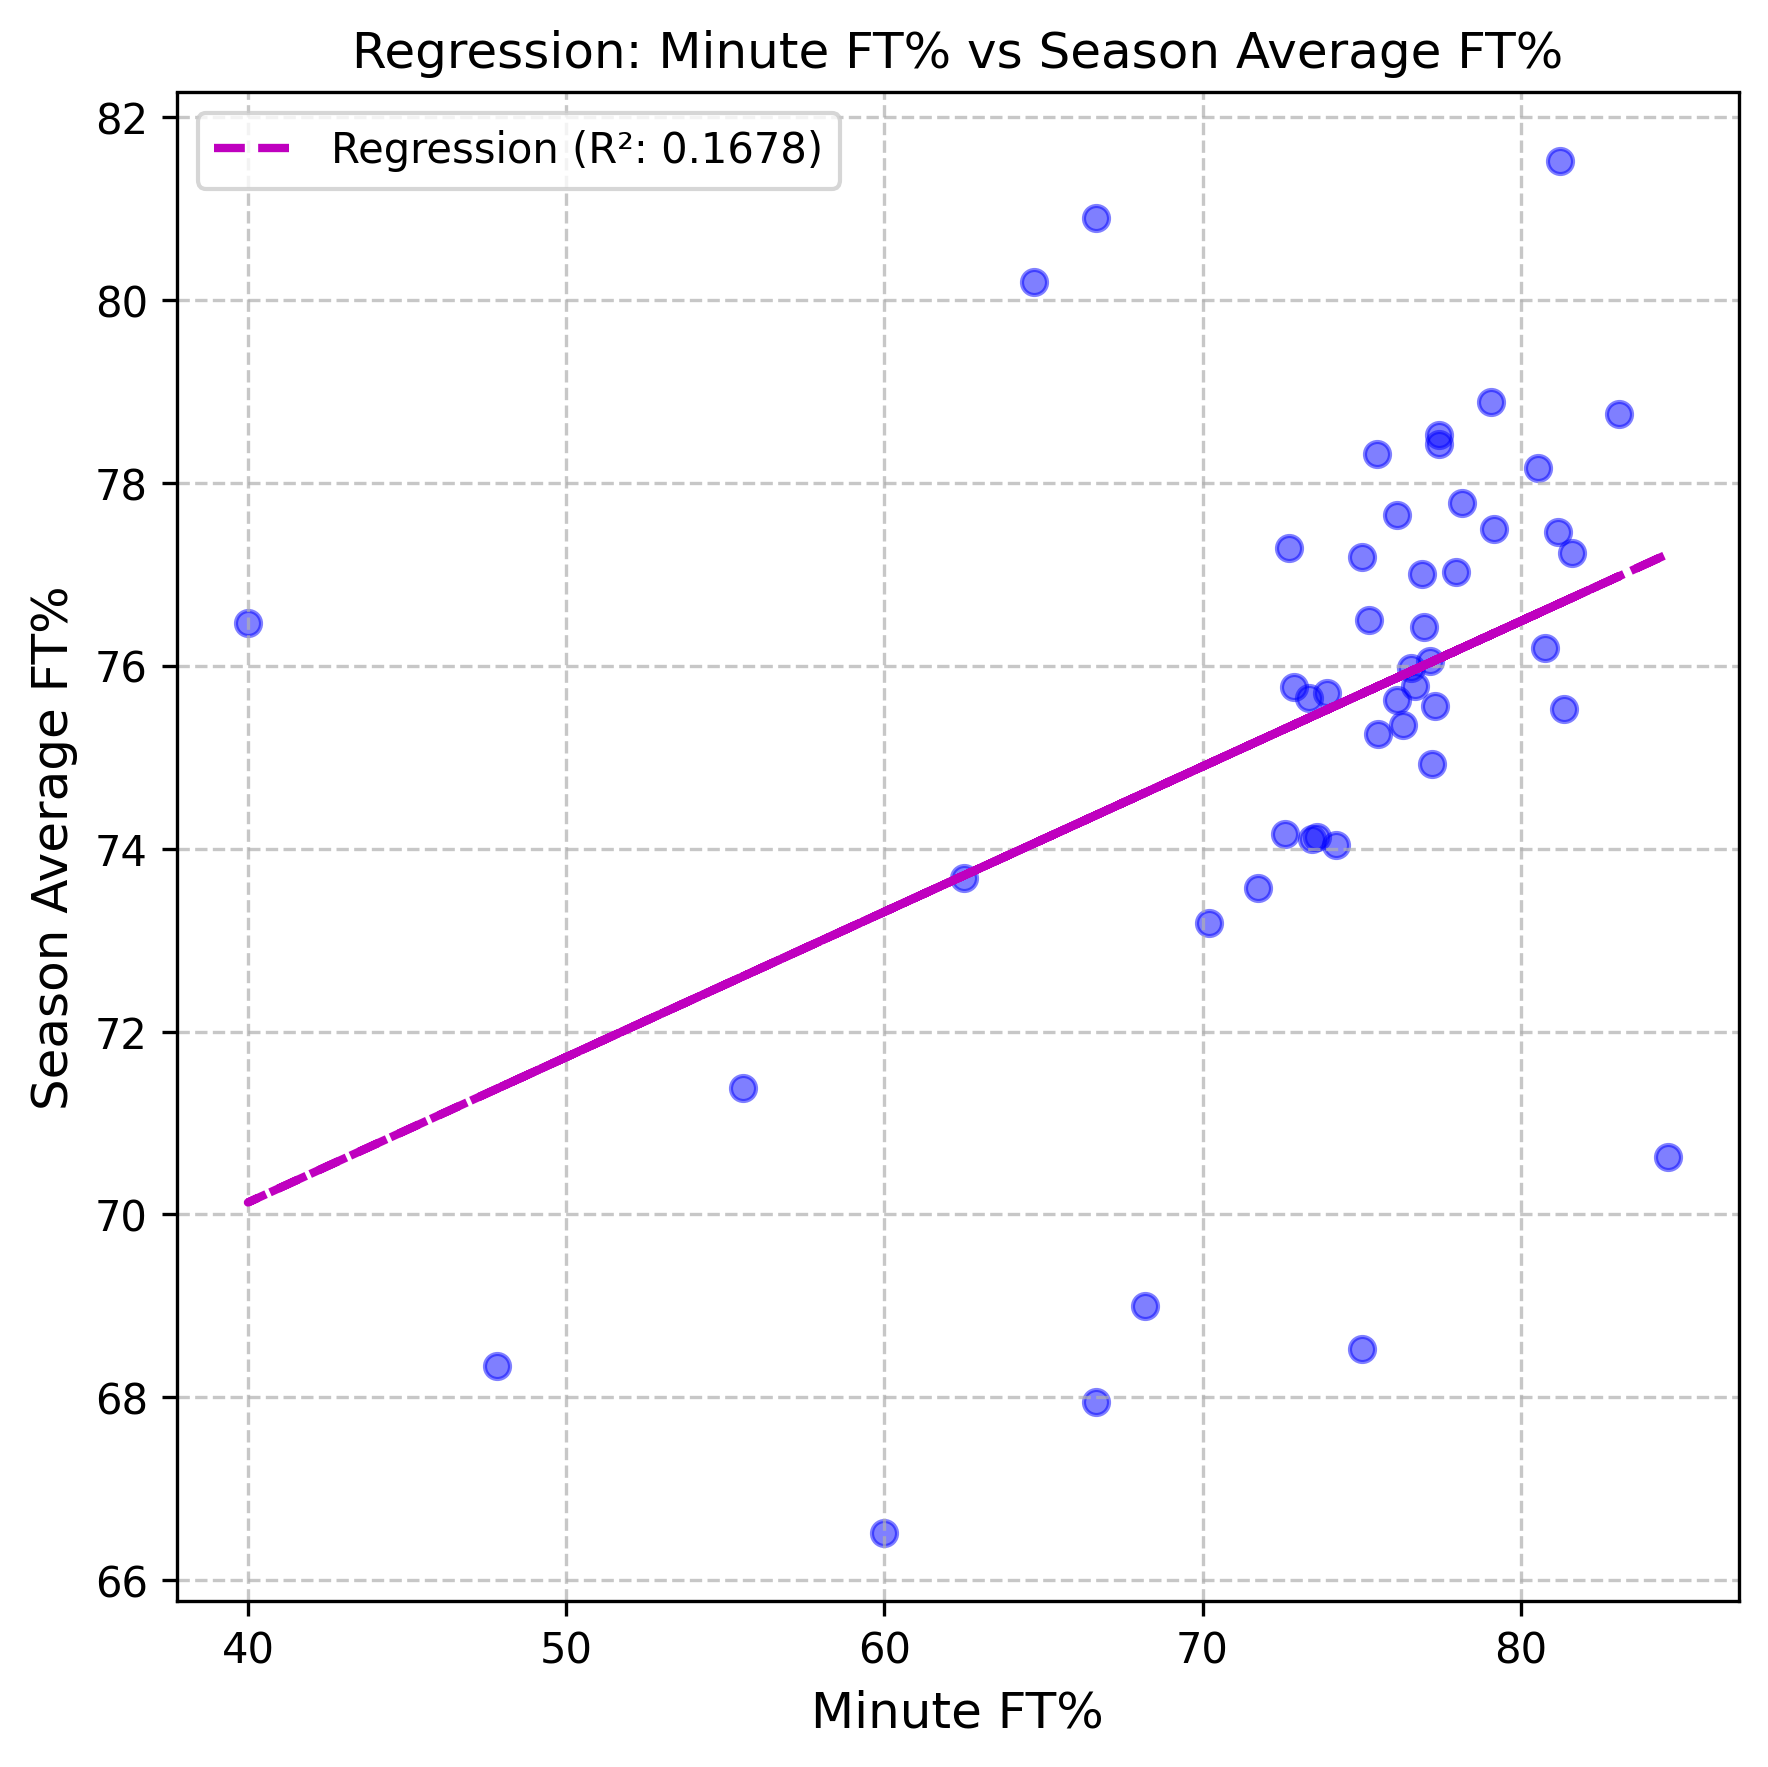 Regression: Minute FT% vs Season Average FT%
Regression (R²: 0.1678)
82
80
78
76
74
72
70
68
66
Season Average FT%
40 50 60 70 80
Minute FT%